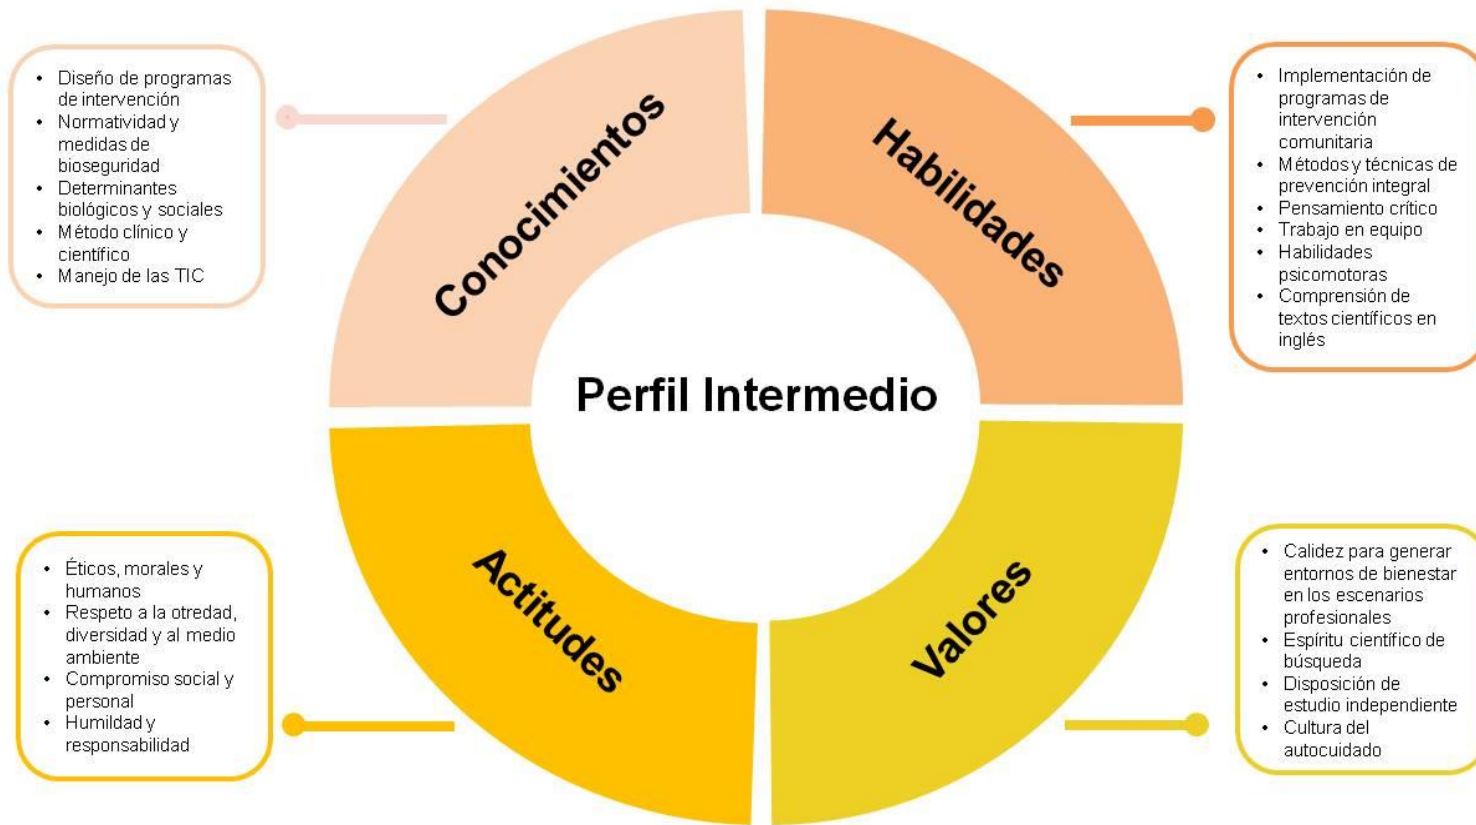 • Diseño de programas
de intervención
• Normatividad y
medidas de
bioseguridad
• Determinantes
biológicos y sociales
• Método clínico y
científico
• Manejo de las TIC
Conocimientos
Habilidades
• Implementación de
programas de
intervención
comunitaria
• Métodos y técnicas de
prevención integral
• Pensamiento crítico
• Trabajo en equipo
• Habilidades
psicomotoras
• Comprensión de
textos científicos en
inglés
Perfil Intermedio
• Éticos, morales y
humanos
• Respeto a la otredad,
diversidad y al medio
ambiente
• Compromiso social y
personal
• Humildad y
responsabilidad
Actitudes
Valores
• Calidez para generar
entornos de bienestar
en los escenarios
profesionales
• Espíritu científico de
búsqueda
• Disposición de
estudio independiente
• Cultura del
autocuidado